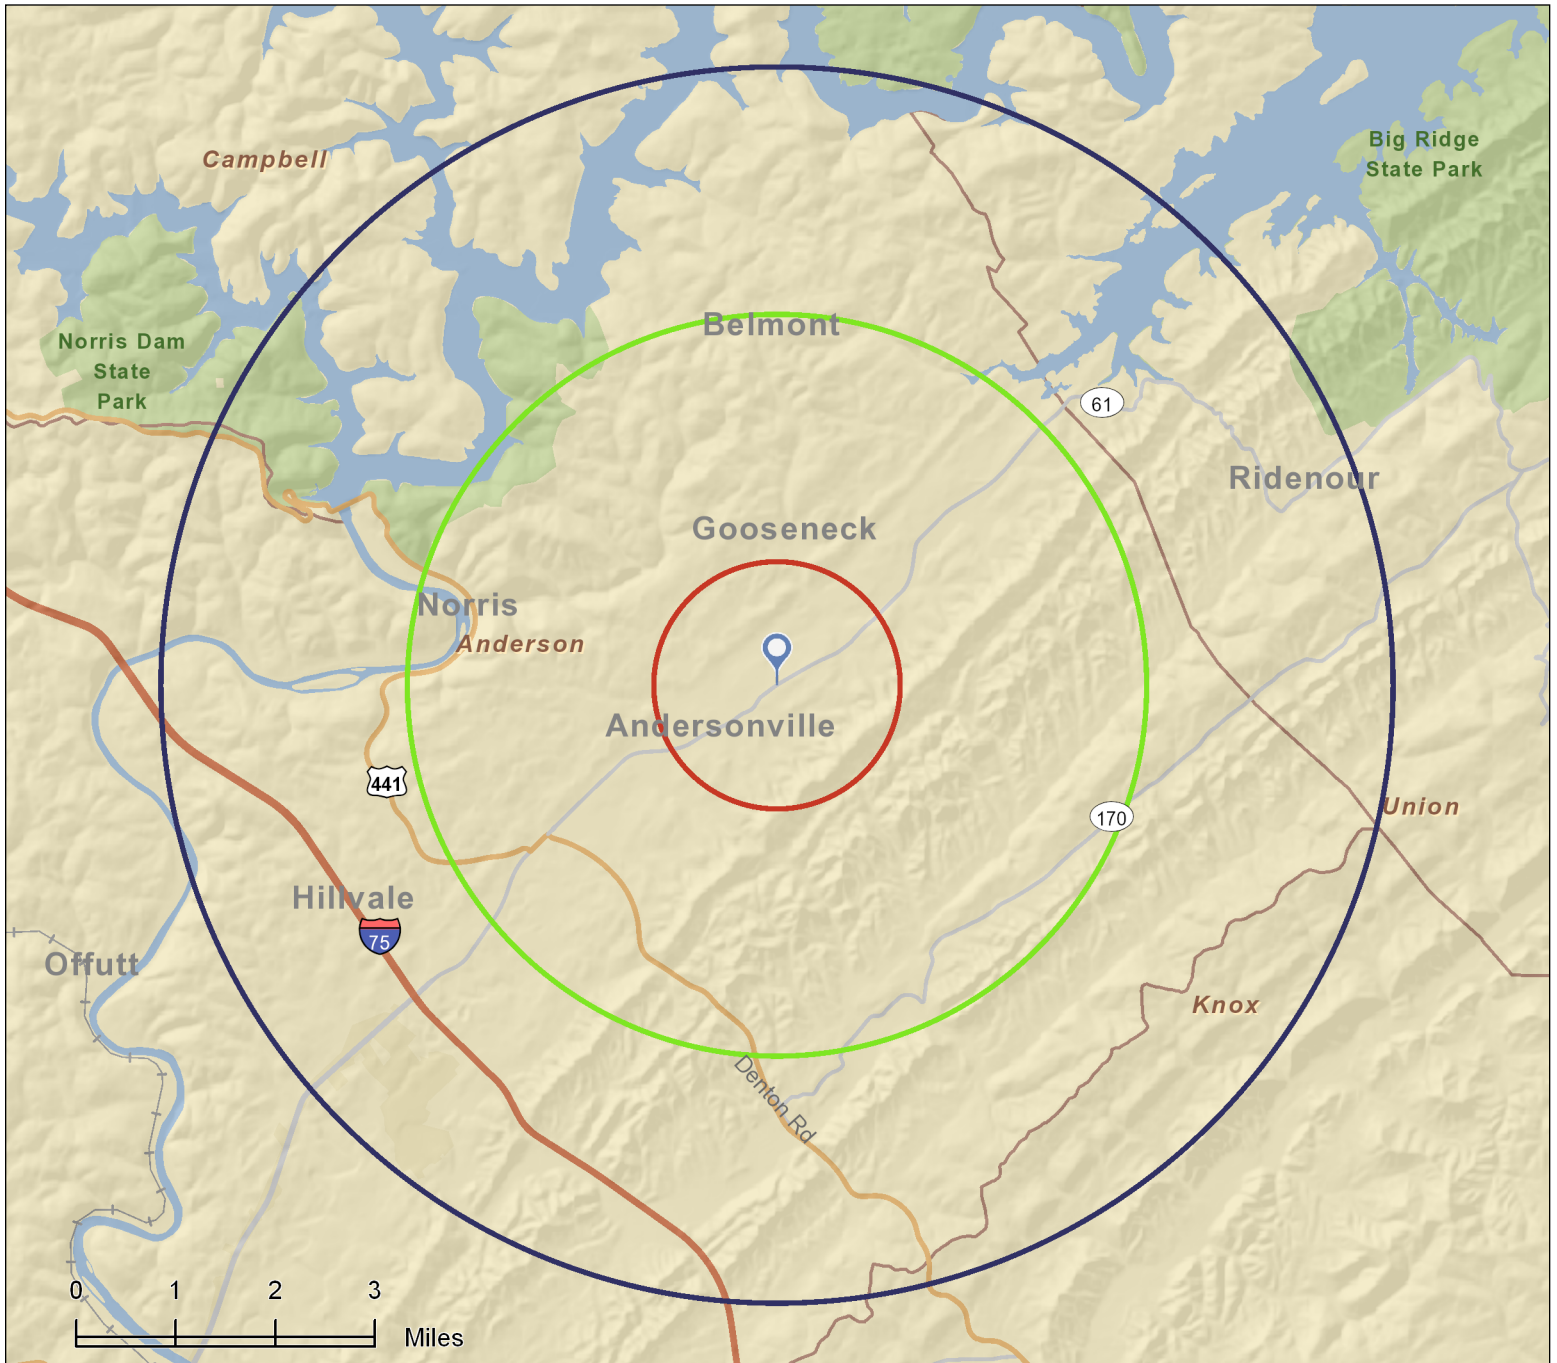 Campbell
Big Ridge
State Park
Belmont
Norris Dam
State
Park
61
Ridenour
Gooseneck
Norris
Anderson
Andersonville
441
Union
170
Hillvale
75
Offutt
Knox
Denton Rd
0 1 2 3
Miles